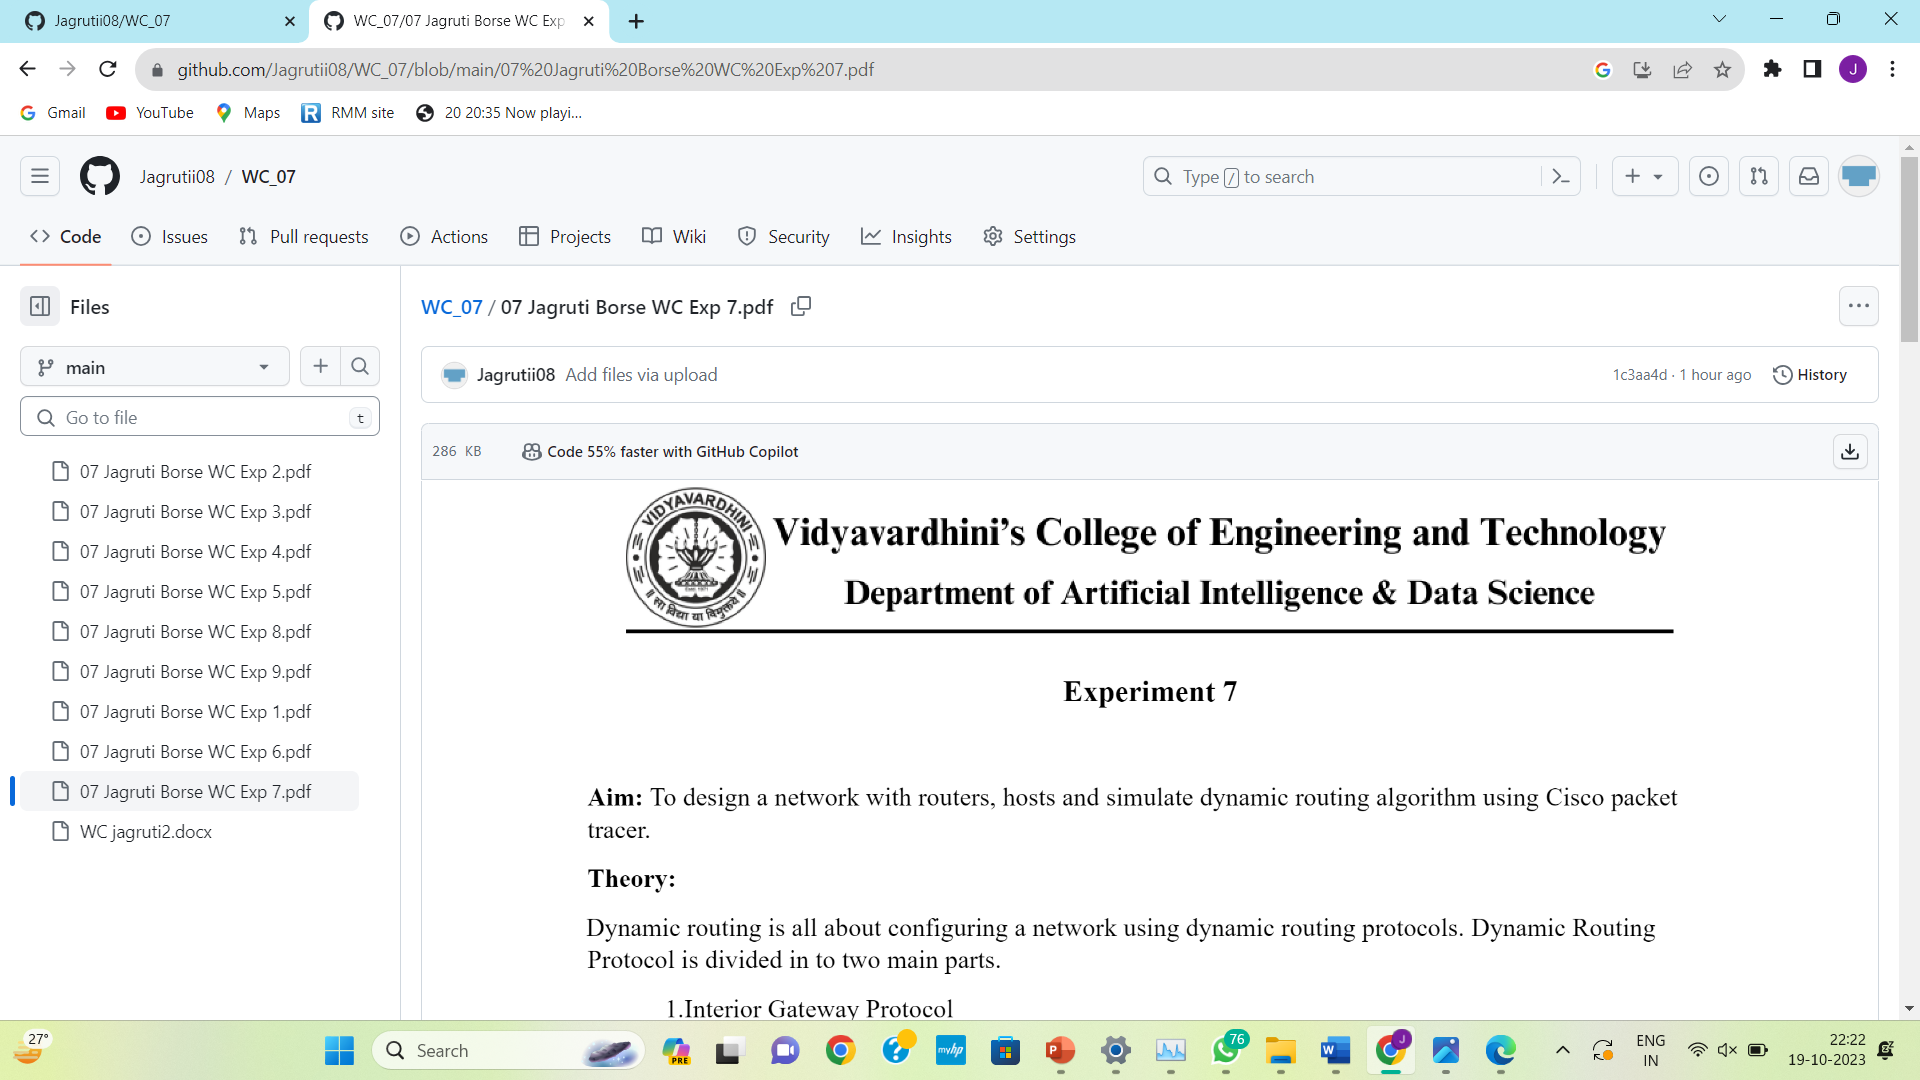 Jagrutii08/WC_07
WC_07/07 Jagruti Borse WC Exp
github.com/Jagrutii08/WC_07/blob/main/07%20Jagruti%20Borse%20WC%20Exp%207.pdf
J
Gmail
YouTube
Maps
RMM site
20 20:35 Now playi...
Jagrutii08 / WC_07
Type / to search
Code
Issues
Pull requests
Actions
Projects
Wiki
Security
Insights
Settings
Files
main
Go to file
t
07 Jagruti Borse WC Exp 2.pdf
07 Jagruti Borse WC Exp 3.pdf
07 Jagruti Borse WC Exp 4.pdf
07 Jagruti Borse WC Exp 5.pdf
07 Jagruti Borse WC Exp 8.pdf
07 Jagruti Borse WC Exp 9.pdf
07 Jagruti Borse WC Exp 1.pdf
07 Jagruti Borse WC Exp 6.pdf
07 Jagruti Borse WC Exp 7.pdf
WC jagruti2.docx
WC_07 / 07 Jagruti Borse WC Exp 7.pdf
Jagrutii08 Add files via upload
1c3aa4d · 1 hour ago
History
286 KB
Code 55% faster with GitHub Copilot
VIDYAVARDHINI
Vidyavardhini's College of Engineering and Technology
Department of Artificial Intelligence & Data Science
Experiment 7
Aim: To design a network with routers, hosts and simulate dynamic routing algorithm using Cisco packet
tracer.
Theory:
Dynamic routing is all about configuring a network using dynamic routing protocols. Dynamic Routing
Protocol is divided in to two main parts.
1.Interior Gateway Protocol
27°
Search
PRE
myhp
76
J
ENG
IN
22:22
19-10-2023